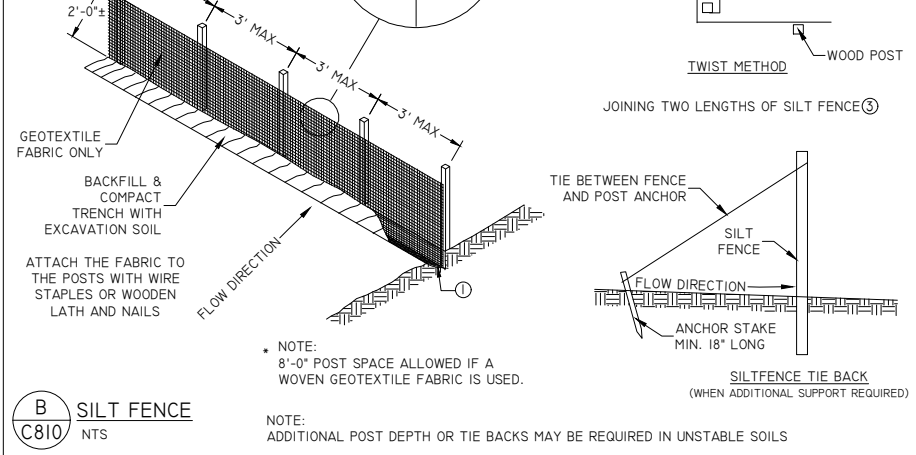 2'-0"±
3' MAX
3' MAX
3' MAX
3' MAX
GEOTEXTILE
FABRIC ONLY
BACKFILL &
COMPACT
TRENCH WITH
EXCAVATION SOIL
ATTACH THE FABRIC TO
THE POSTS WITH WIRE
STAPLES OR WOODEN
LATH AND NAILS
FLOW DIRECTION
1
* NOTE:
8'-0" POST SPACE ALLOWED IF A
WOVEN GEOTEXTILE FABRIC IS USED.
WOOD POST
TWIST METHOD
JOINING TWO LENGTHS OF SILT FENCE 3
TIE BETWEEN FENCE
AND POST ANCHOR
SILT
FENCE
FLOW DIRECTION
ANCHOR STAKE
MIN. 18" LONG
SILTFENCE TIE BACK
(WHEN ADDITIONAL SUPPORT REQUIRED)
B
C810
SILT FENCE
NTS
NOTE:
ADDITIONAL POST DEPTH OR TIE BACKS MAY BE REQUIRED IN UNSTABLE SOILS